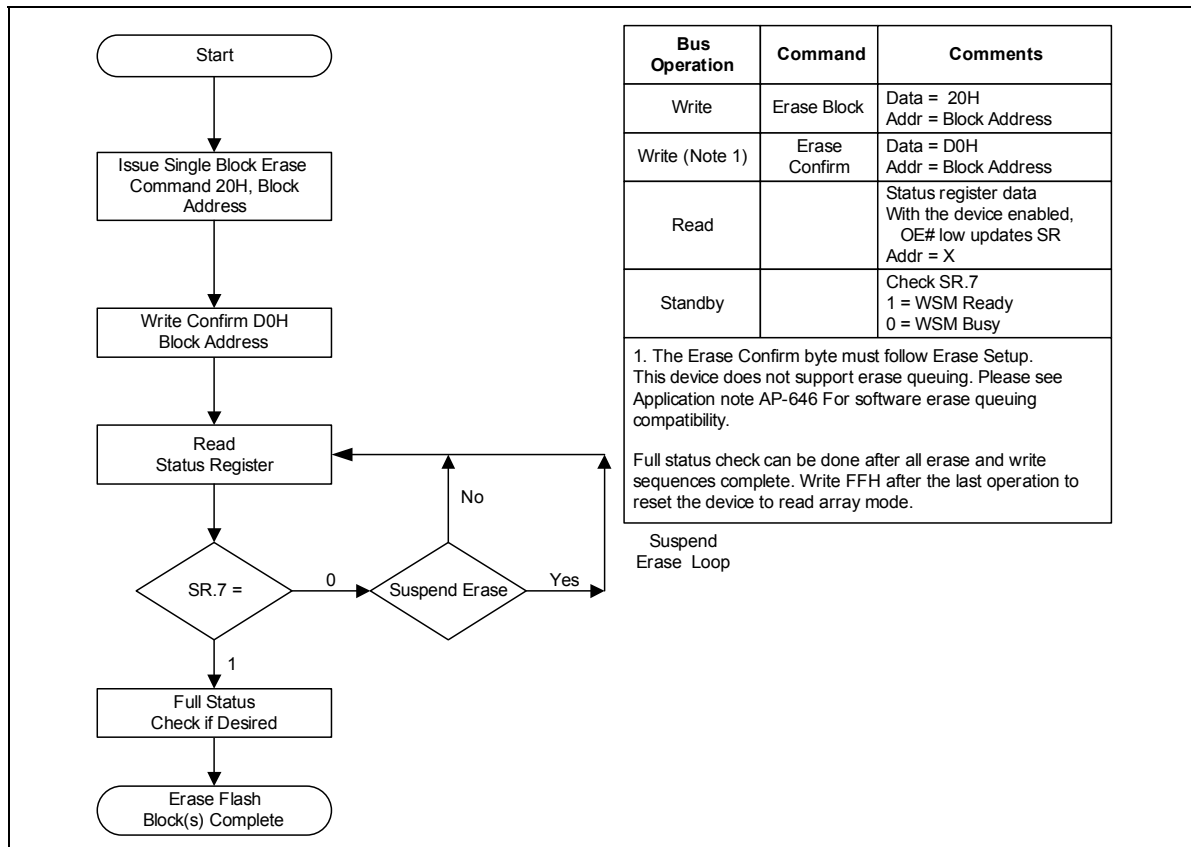 Start
Issue Single Block Erase
Command 20H, Block
Address
Write Confirm D0H
Block Address
Read
Status Register
SR.7 =
0
Suspend Erase
No
Yes
Suspend
Erase Loop
1
Full Status
Check if Desired
Erase Flash
Block(s) Complete
Bus
Operation
Command
Comments
Write
Erase Block
Data = 20H
Addr = Block Address
Write (Note 1)
Erase
Confirm
Data = D0H
Addr = Block Address
Read
Status register data
With the device enabled,
OE# low updates SR
Addr = X
Standby
Check SR.7
1 = WSM Ready
0 = WSM Busy
1. The Erase Confirm byte must follow Erase Setup.
This device does not support erase queuing. Please see
Application note AP-646 For software erase queuing
compatibility.
Full status check can be done after all erase and write
sequences complete. Write FFH after the last operation to
reset the device to read array mode.